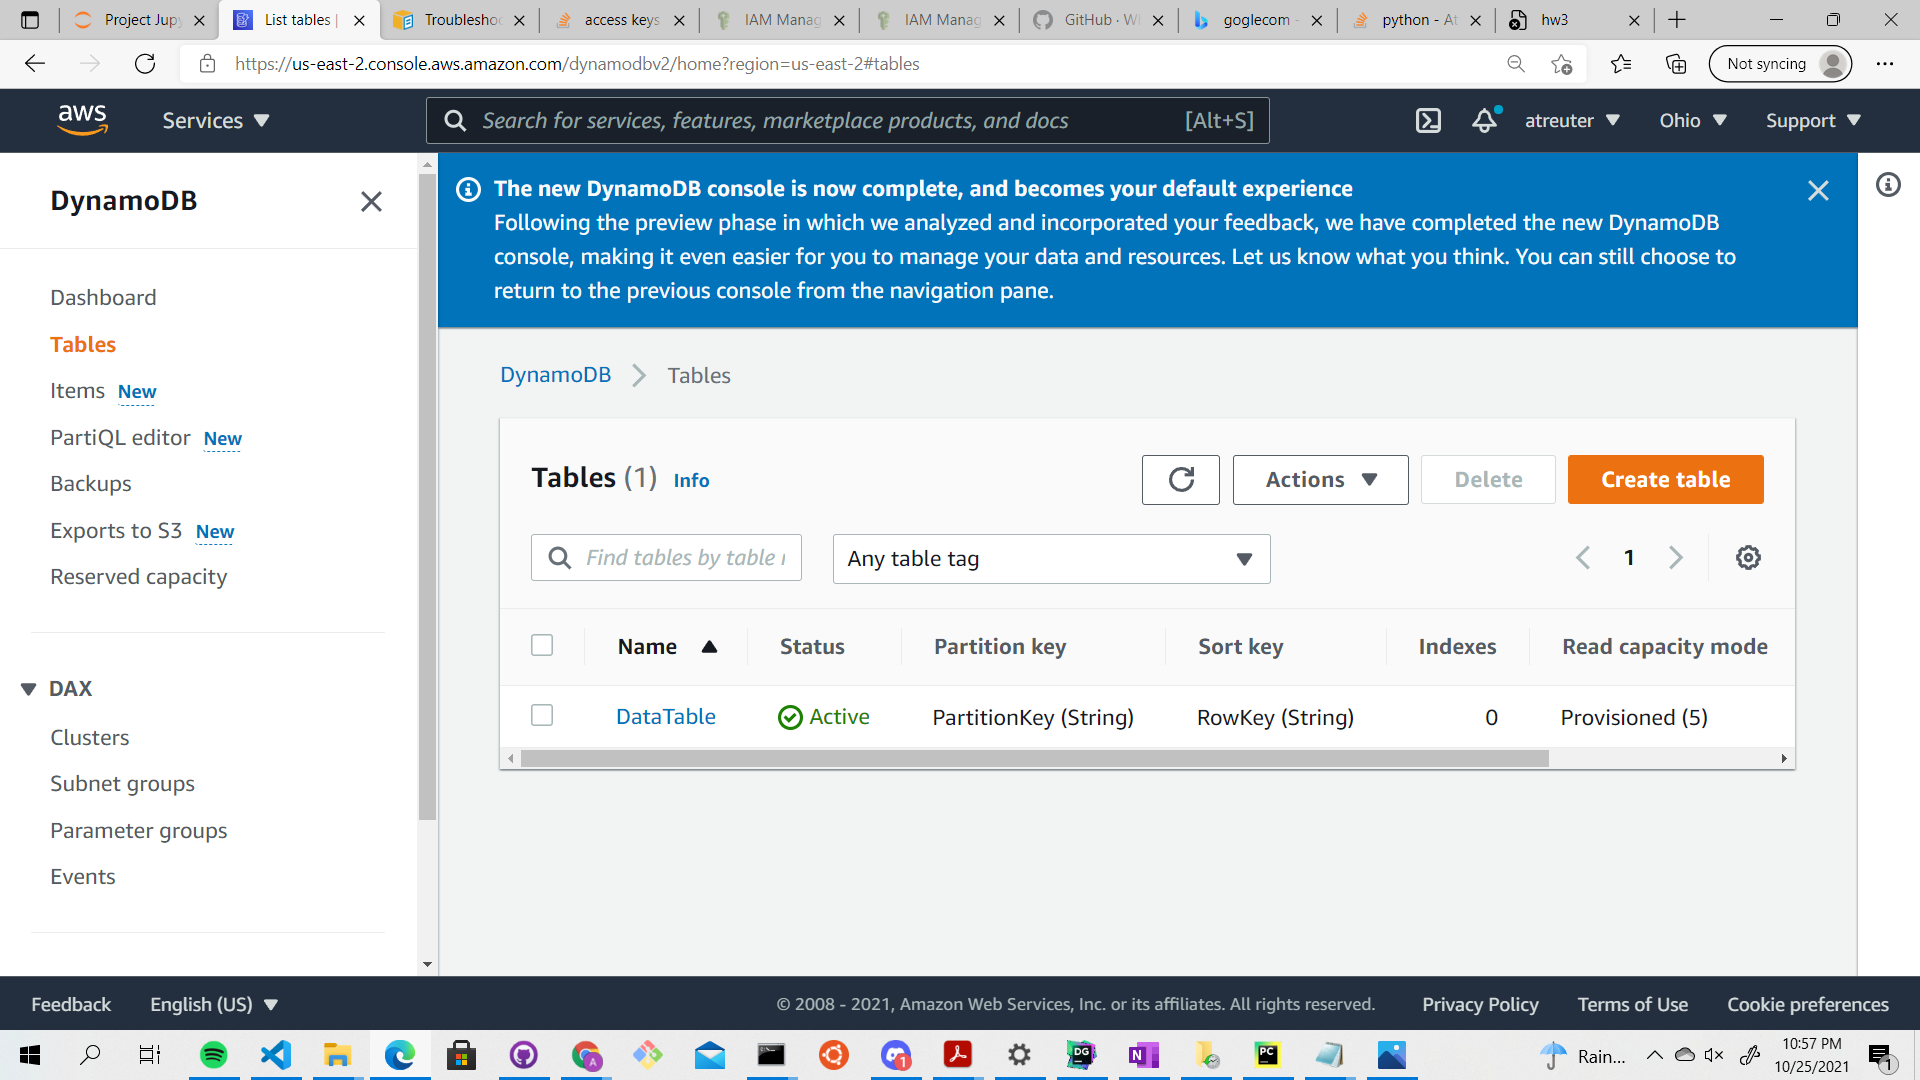 Project Jupy
List tables |
Troubleshoo
access keys
IAM Manag
IAM Manag
GitHub · W
goglecom -
python - At
hw3
https://us-east-2.console.aws.amazon.com/dynamodbv2/home?region=us-east-2#tables
Not syncing
aws
Services
Search for services, features, marketplace products, and docs
[Alt+S]
atreuter
Ohio
Support
DynamoDB
Dashboard
Tables
Items New
PartiQL editor New
Backups
Exports to S3 New
Reserved capacity
DAX
Clusters
Subnet groups
Parameter groups
Events
The new DynamoDB console is now complete, and becomes your default experience
Following the preview phase in which we analyzed and incorporated your feedback, we have completed the new DynamoDB
console, making it even easier for you to manage your data and resources. Let us know what you think. You can still choose to
return to the previous console from the navigation pane.
DynamoDB
Tables
Tables (1) Info
Actions
Delete
Create table
Find tables by table
Any table tag
1
Name
Status
Partition key
Sort key
Indexes
Read capacity mode
DataTable
Active
PartitionKey (String)
RowKey (String)
0
Provisioned (5)
Feedback
English (US)
© 2008 - 2021, Amazon Web Services, Inc. or its affiliates. All rights reserved.
Privacy Policy
Terms of Use
Cookie preferences
A
1
DG
N
PC
Rain...
10:57 PM
10/25/2021
1